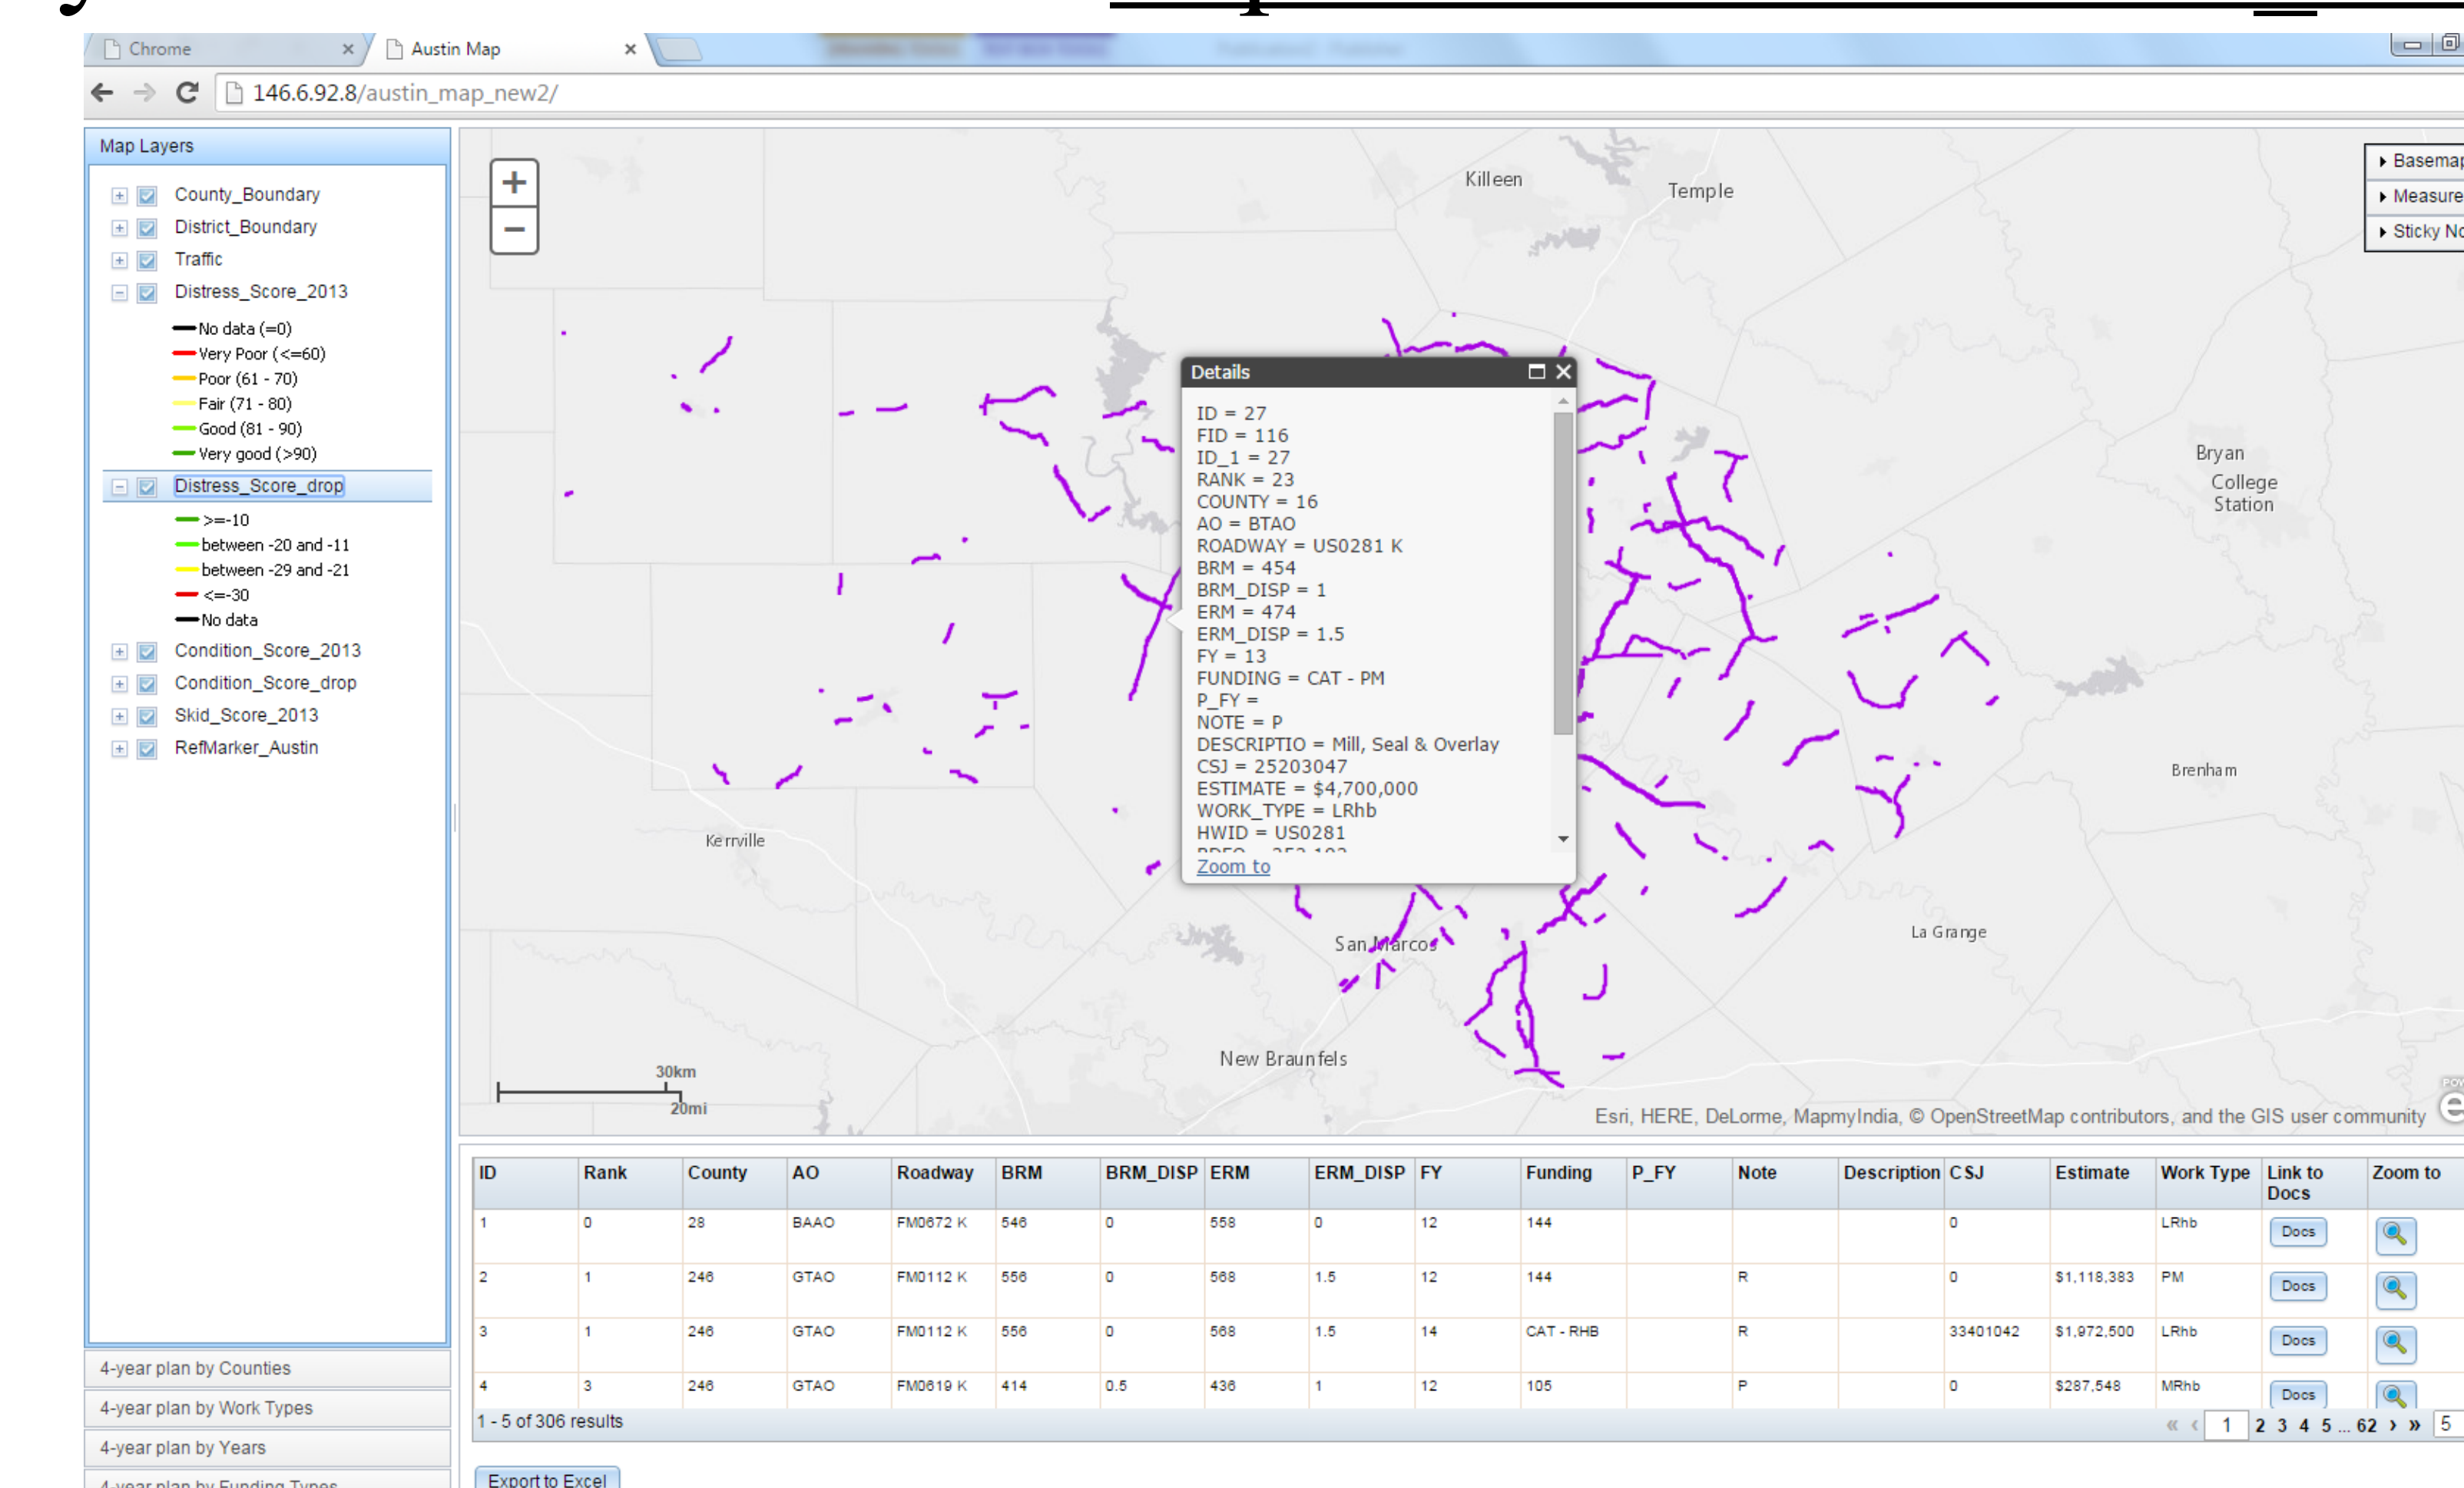 Chrome
Austin Map
146.6.92.8/austin_map_new2/
Map Layers
County_Boundary
District_Boundary
Traffic
Distress_Score_2013
No data (=0)
Very Poor (<=60)
Poor (61 - 70)
Fair (71 - 80)
Good (81 - 90)
Very good (>90)
Distress_Score_drop
>=-10
between -20 and -11
between -29 and -21
<=-30
No data
Condition_Score_2013
Condition_Score_drop
Skid_Score_2013
RefMarker_Austin
4-year plan by Counties
4-year plan by Work Types
4-year plan by Years
4-year plan by Funding Types
+
−
Killeen
Temple
Basemap
Measure
Sticky No
Bryan
College
Station
Brenham
Kerrville
La Grange
San Marcos
New Braunfels
30km
20mi
Details
ID = 27
FID = 116
ID_1 = 27
RANK = 23
COUNTY = 16
AO = BTAO
ROADWAY = US0281 K
BRM = 454
BRM_DISP = 1
ERM = 474
ERM_DISP = 1.5
FY = 13
FUNDING = CAT - PM
P_FY =
NOTE = P
DESCRIPTIO = Mill, Seal & Overlay
CSJ = 25203047
ESTIMATE = $4,700,000
WORK_TYPE = LRhb
HWID = US0281
Zoom to
Esri, HERE, DeLorme, MapmyIndia, © OpenStreetMap contributors, and the GIS user community
POW
e
ID Rank County AO Roadway BRM BRM_DISP ERM ERM_DISP FY Funding P_FY Note Description CSJ Estimate Work Type Link to Docs Zoom to
1 0 28 BAAO FM0672 K 546 0 558 0 12 144 0 LRhb Docs
2 1 246 GTAO FM0112 K 556 0 568 1.5 12 144 R 0 $1,118,383 PM Docs
3 1 246 GTAO FM0112 K 556 0 568 1.5 14 CAT - RHB R 33401042 $1,972,500 LRhb Docs
4 3 246 GTAO FM0619 K 414 0.5 436 1 12 105 P 0 $287,548 MRhb Docs
1 - 5 of 306 results
« ‹ 1 2 3 4 5 ... 62 › » 5
Export to Excel